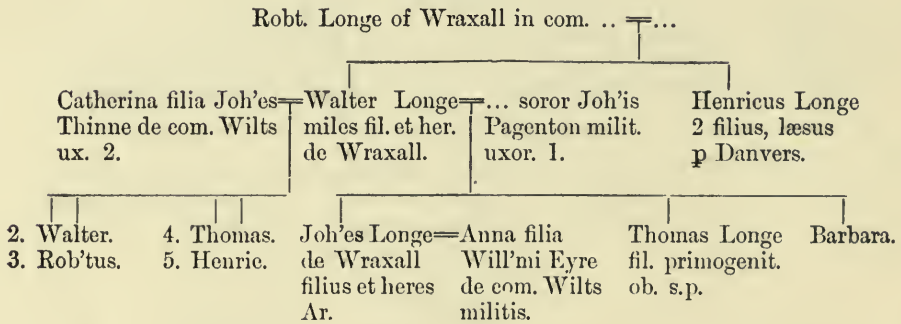 Robt. Longe of Wraxall in com. .. = ...
Catherina filia Joh'es=Walter Longe=... soror Joh'is
Thinne de com. Wilts
ux. 2.
miles fil. et her.
de Wraxall.
Pagenton milit.
uxor. 1.
Henricus Longe
2 filius, læsus
p Danvers.
2. Walter.
3. Rob'tus.
4. Thomas.
5. Henric.
Joh'es Longe=Anna filia
de Wraxall
filius et heres
Ar.
Will'mi Eyre
de com. Wilts
militis.
Thomas Longe
fil. primogenit.
ob. s.p.
Barbara.